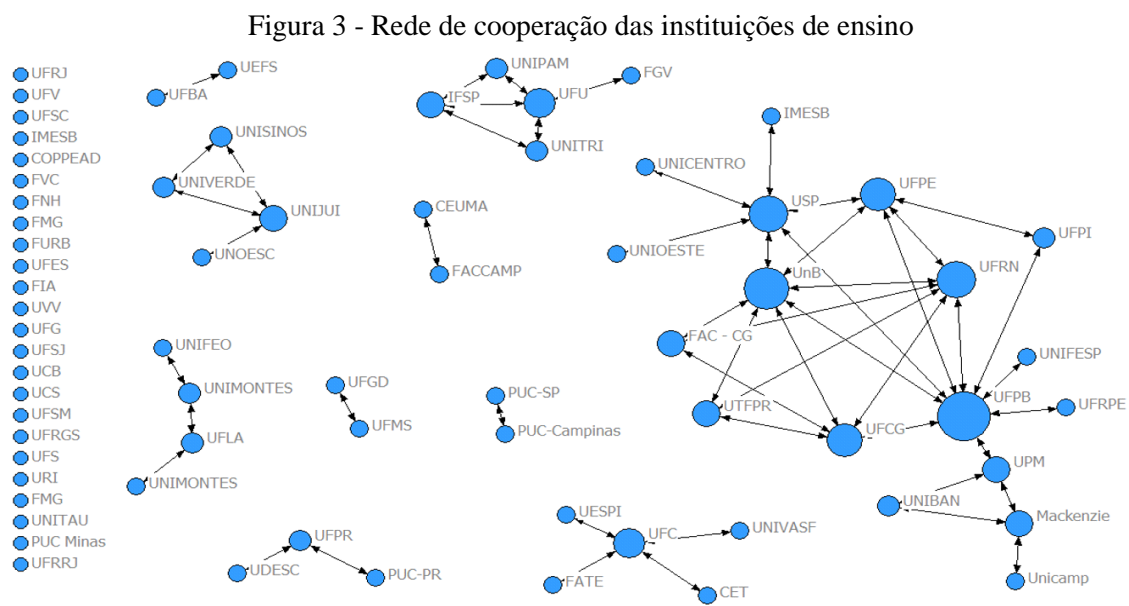 Figura 3 - Rede de cooperação das instituições de ensino
UFRJ
UFV
UFSC
IMESB
COPPEAD
FVC
FNH
FMG
FURB
UFES
FIA
UVV
UFG
UFSJ
UCB
UCS
UFSM
UFRGS
UFS
URI
FMG
UNITAU
PUC Minas
UFRRJ
UEFS
UFBA
UNISINOS
UNIVERDE
UNIJUI
UNOESC
UNIPAM
FGV
IFSP
UFU
UNITRI
CEUMA
FACCAMP
UNIFEO
UNIMONTES
UFLA
UNIMONTES
UFGD
UFMS
PUC-SP
PUC-Campinas
UFPR
UDESC
PUC-PR
UESPI
UFC
UNIVASF
FATE
CET
IMESB
UNICENTRO
USP
UFPE
UNIOESTE
UFPI
UnB
UFRN
FAC - CG
UNIFESP
UTFPR
UFCG
UFPB
UFRPE
UPM
UNIBAN
Mackenzie
Unicamp